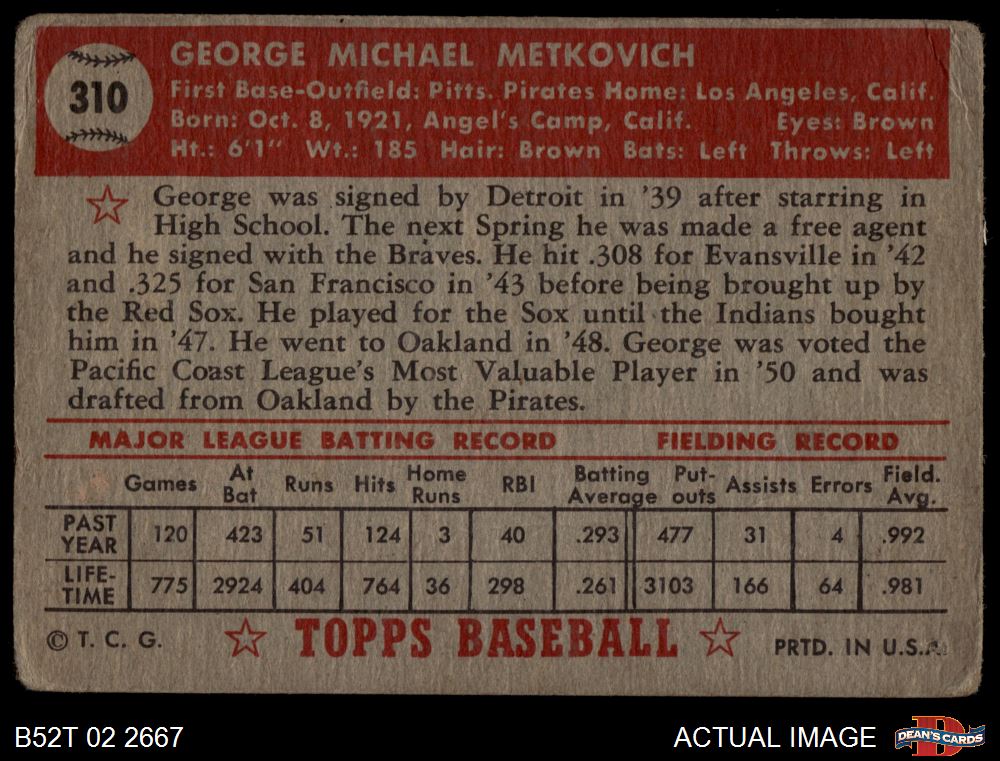 310
GEORGE MICHAEL METKOVICH
First Base-Outfield: Pitts. Pirates Home: Los Angeles, Calif.
Born: Oct. 8, 1921, Angel's Camp, Calif. Eyes: Brown
Ht.: 6'1" Wt.: 185 Hair: Brown Bats: Left Throws: Left
George was signed by Detroit in '39 after starring in
High School. The next Spring he was made a free agent
and he signed with the Braves. He hit .308 for Evansville in '42
and .325 for San Francisco in '43 before being brought up by
the Red Sox. He played for the Sox until the Indians bought
him in '47. He went to Oakland in '48. George was voted the
Pacific Coast League's Most Valuable Player in '50 and was
drafted from Oakland by the Pirates.
MAJOR LEAGUE BATTING RECORD FIELDING RECORD
Games At Bat Runs Hits Home Runs RBI Batting Average Put-outs Assists Errors Field. Avg.
PAST YEAR 120 423 51 124 3 40 .293 477 31 4 .992
LIFE-TIME 775 2924 404 764 36 298 .261 3103 166 64 .981
© T. C. G. TOPPS BASEBALL PRTD. IN U.S.A.
B52T 02 2667 ACTUAL IMAGE DEAN'S CARDS